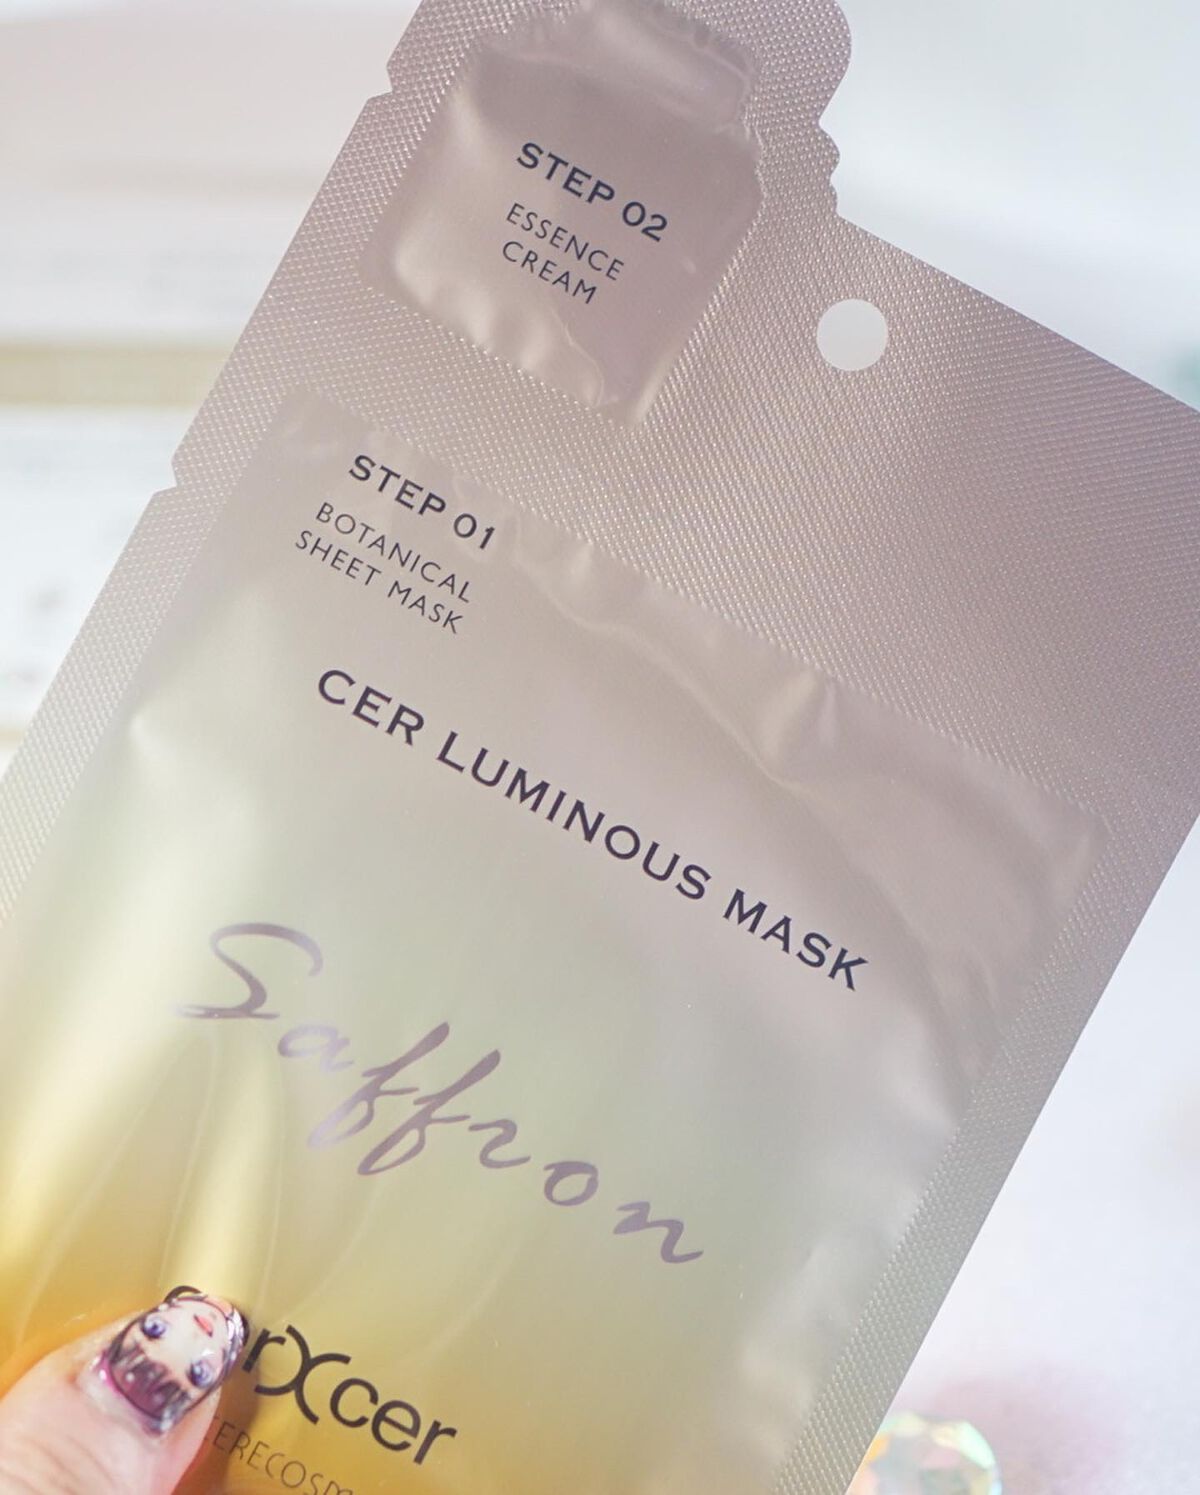 STEP 02
ESSENCE
CREAM
STEP 01
BOTANICAL
SHEET MASK
CER LUMINOUS MASK
Saffron